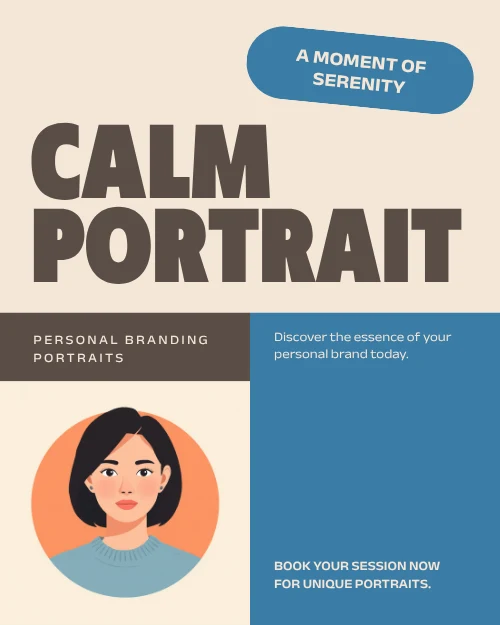 A MOMENT OF
SERENITY
CALM
PORTRAIT
PERSONAL BRANDING
PORTRAITS
Discover the essence of your
personal brand today.
BOOK YOUR SESSION NOW
FOR UNIQUE PORTRAITS.